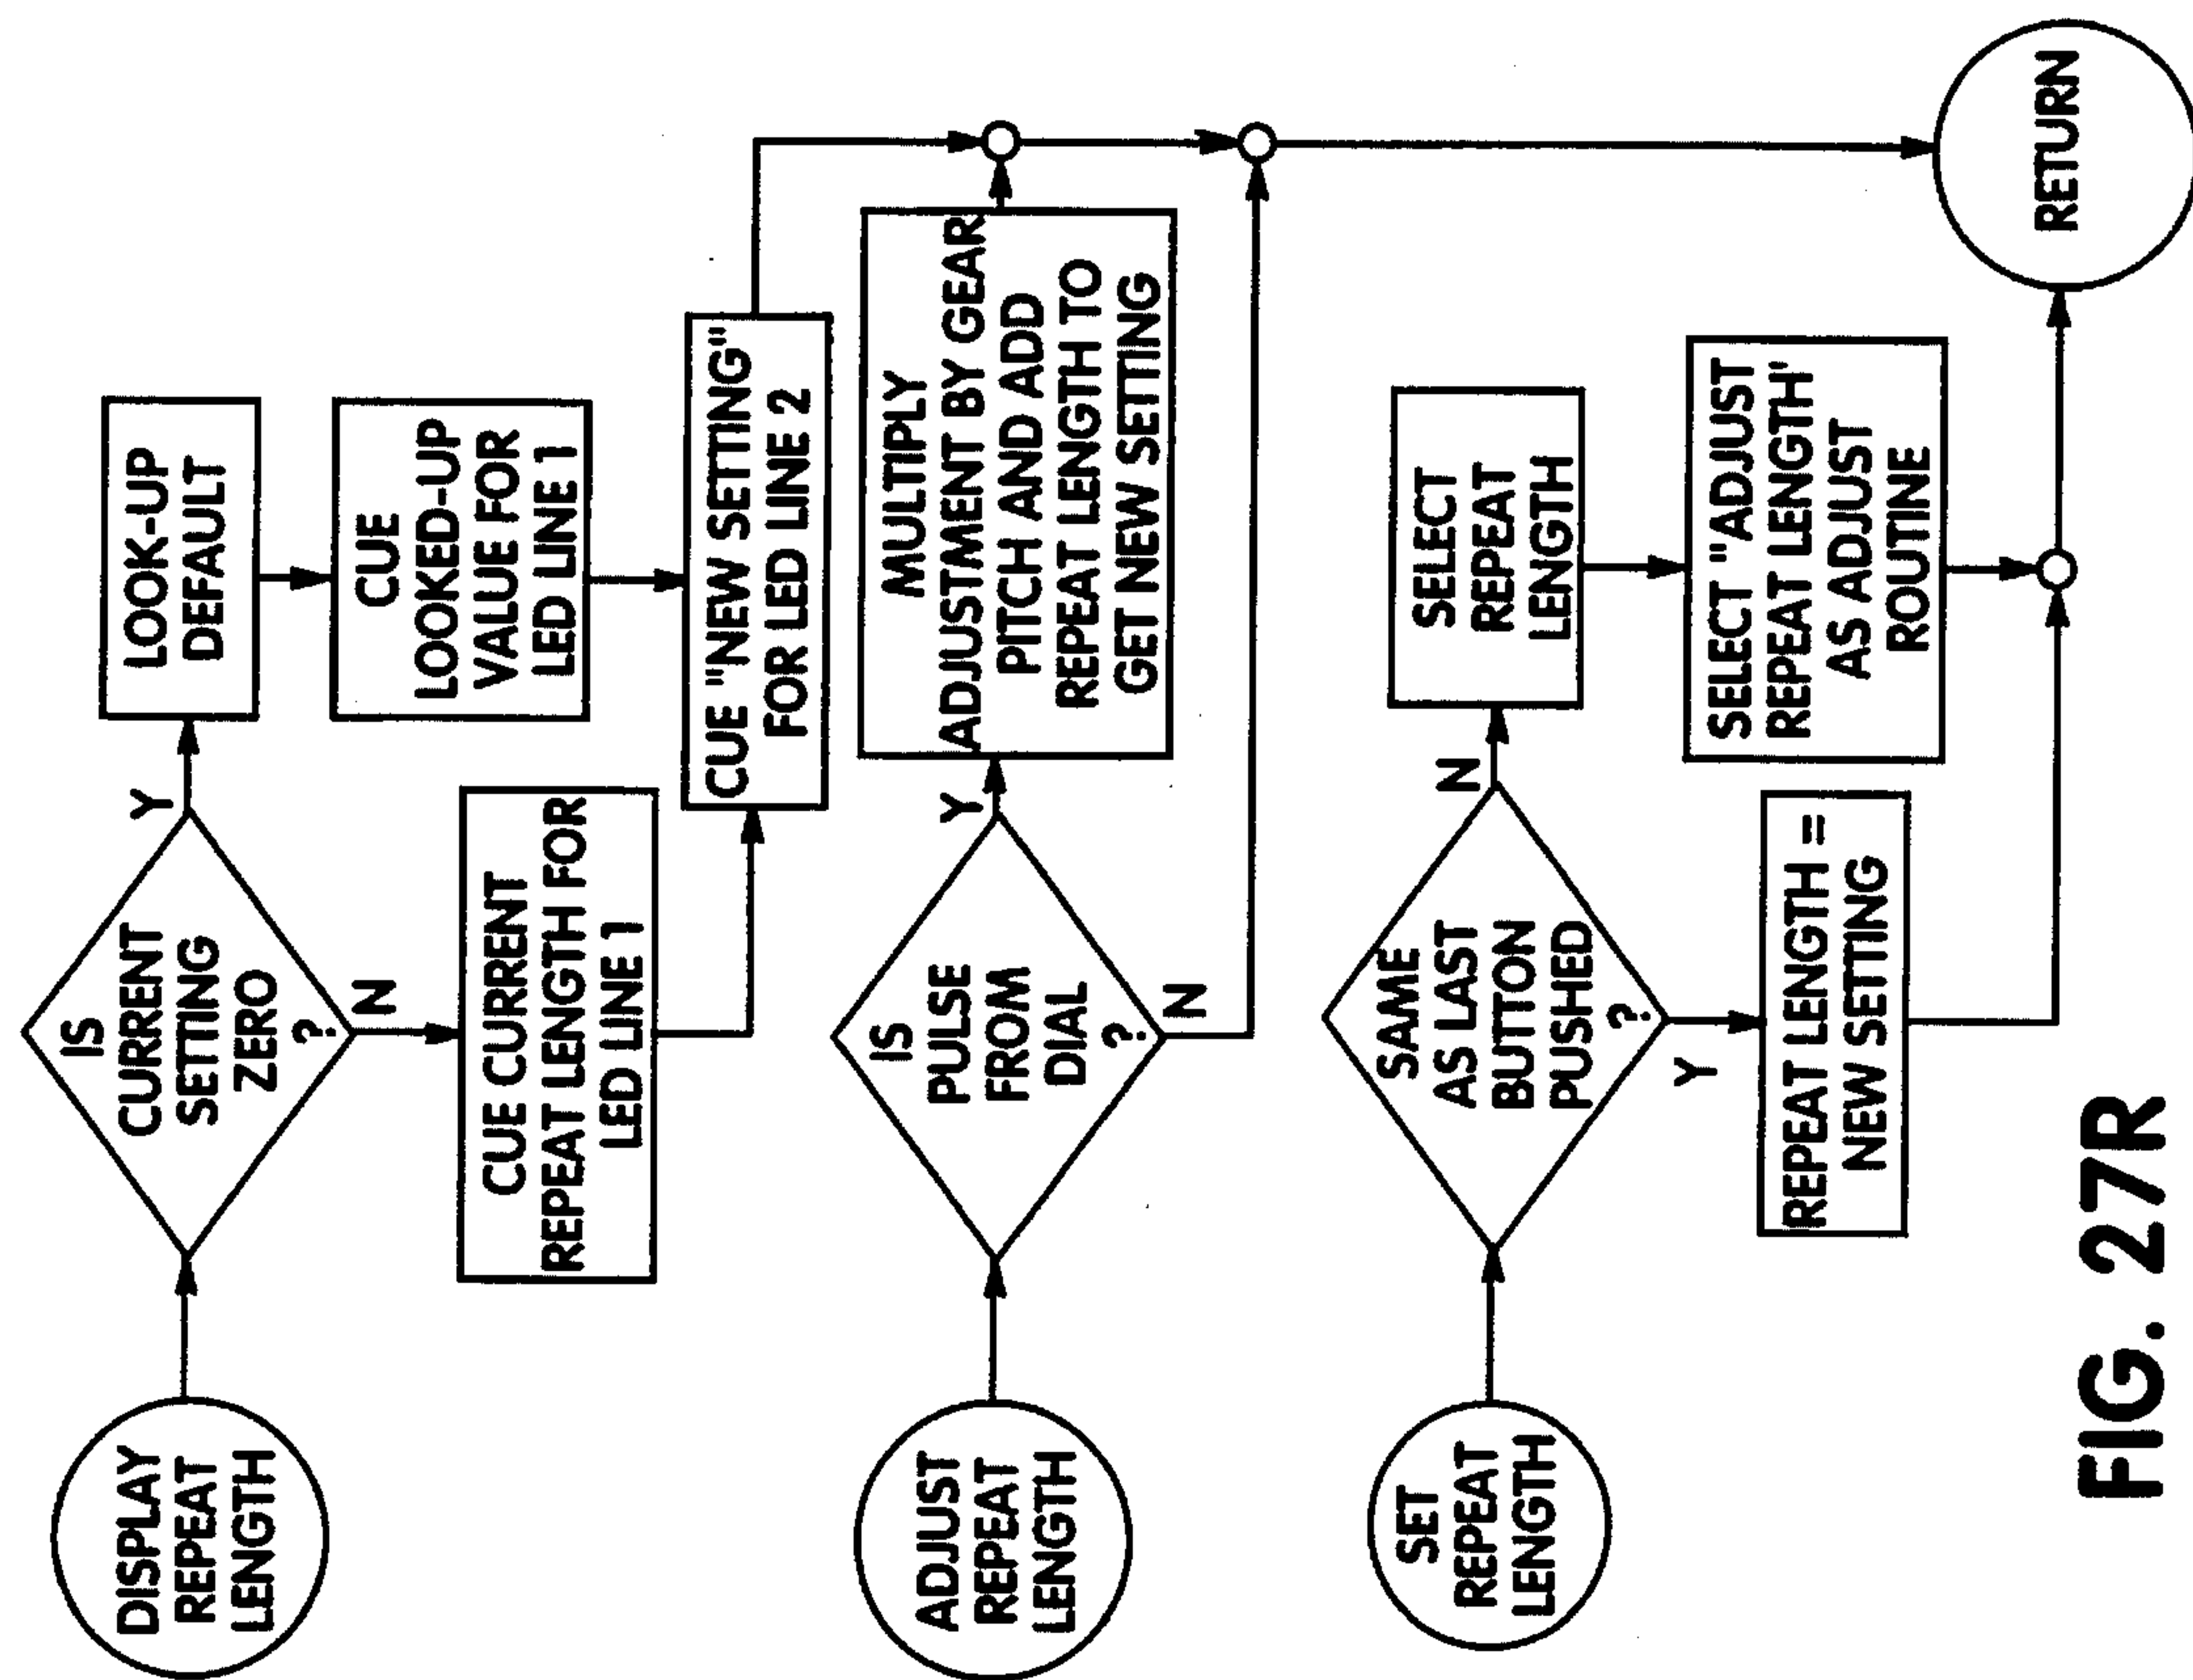 DISPLAY
REPEAT
LENGTH
IS
CURRENT
SETTING
ZERO
?
Y
N
LOOK-UP
DEFAULT
CUE
LOOKED-UP
VALUE FOR
LED LINE 1
CUE CURRENT
REPEAT LENGTH FOR
LED LINE 1
CUE "NEW SETTING"
FOR LED LINE 2
ADJUST
REPEAT
LENGTH
IS
PULSE
FROM
DIAL
?
Y
N
MULTIPLY
ADJUSTMENT BY GEAR
PITCH AND ADD
REPEAT LENGTH TO
GET NEW SETTING
SET
REPEAT
LENGTH
SAME
AS LAST
BUTTON
PUSHED
?
N
Y
SELECT
REPEAT
LENGTH
SELECT "ADJUST
REPEAT LENGTH"
AS ADJUST
ROUTINE
REPEAT LENGTH =
NEW SETTING
RETURN
FIG. 27R